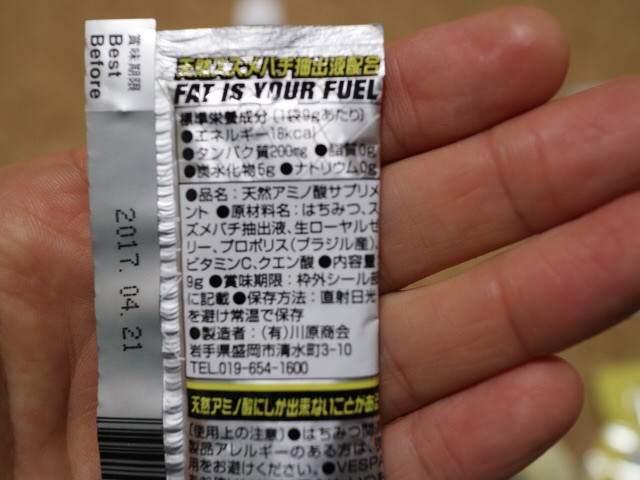 賞味期限
Best
Before
2017.04.21
天然スズメバチ抽出液配合
FAT IS YOUR FUEL
標準栄養成分（1袋9gあたり）
●エネルギー18kcal
●タンパク質200mg ●脂質0g
●炭水化物5g ●ナトリウム0g
●品名：天然アミノ酸サプリメ
ント ●原材料名：はちみつ、ス
ズメバチ抽出液、生ローヤルゼ
リー、プロポリス（ブラジル産）、
ビタミンC、クエン酸 ●内容量
9g ●賞味期限：枠外シール部
に記載 ●保存方法：直射日光
を避け常温で保存
●製造者：（有）川原商会
岩手県盛岡市清水町3-10
TEL.019-654-1600
天然アミノ酸にしか出来ないことがある
［使用上の注意］●はちみつ関
製品アレルギーのある方は、
用をお避けください。●VESPA